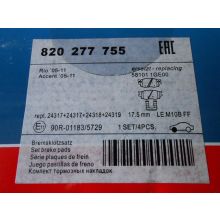 820 277 755
EAC
Rio '05-11
Accent '05-11
ersetzt - replacing
58101 1GE00
repl. 24317+24317+24318+24319
17.5 mm
LE:M10B FF
90R-01183/5729
1 SET/4PCS.
Bremsklotzsatz
Set brake pads
Série plaques de frein
Juego pastillas de freno
Комплект тормозных накладок